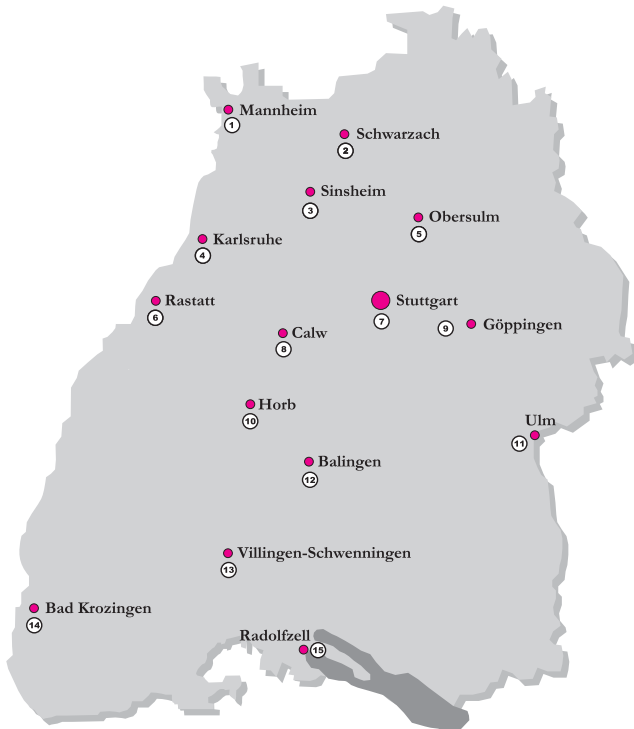 Mannheim
1
Schwarzach
2
Sinsheim
3
Obersulm
5
Karlsruhe
4
Rastatt
6
Stuttgart
7
Göppingen
9
Calw
8
Horb
10
Ulm
11
Balingen
12
Villingen-Schwenningen
13
Bad Krozingen
14
Radolfzell
15